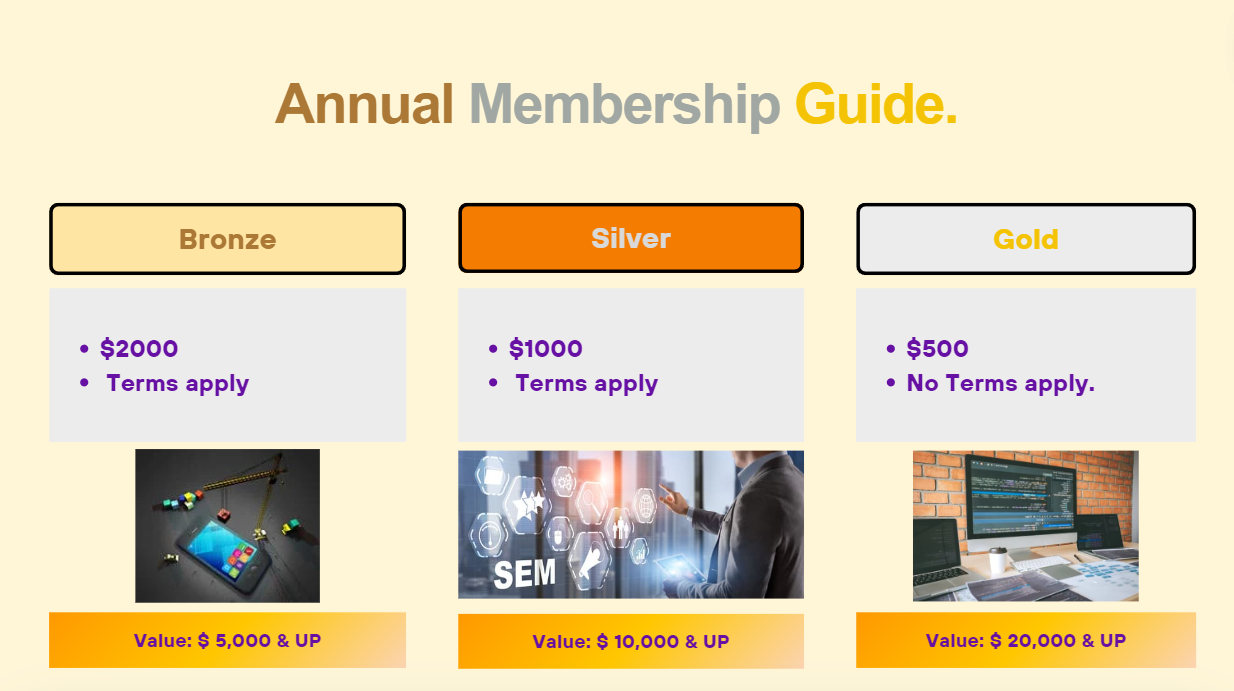 Annual Membership Guide.
Bronze
$2000
Terms apply
SEM
Value: $ 5,000 & UP
Silver
$1000
Terms apply
Value: $ 10,000 & UP
Gold
$500
No Terms apply.
Value: $ 20,000 & UP